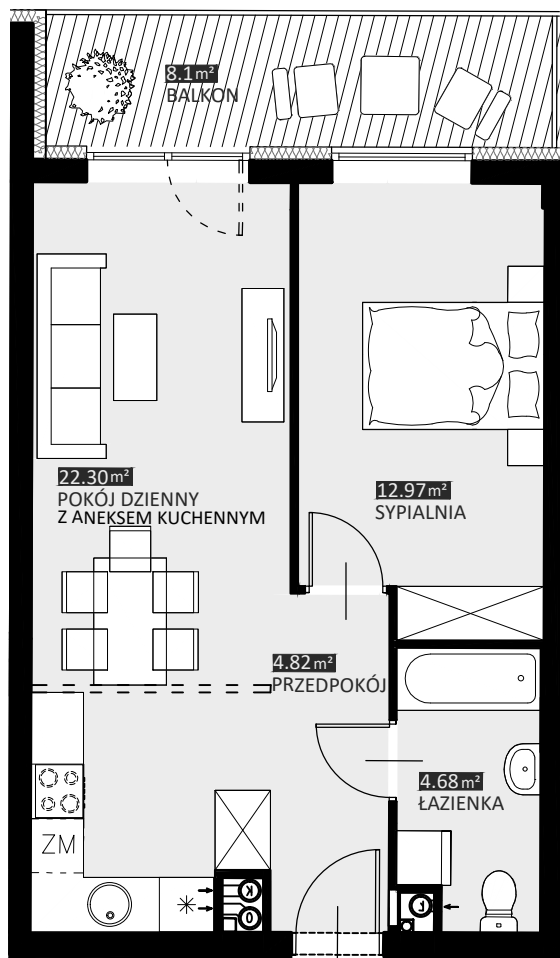 8.1m²
BALKON
22.30m²
POKÓJ DZIENNY
Z ANEKSEM KUCHENNYM
12.97m²
SYPIALNIA
4.82m²
PRZEDPOKÓJ
4.68m²
ŁAZIENKA
ZM
K
O
Ł